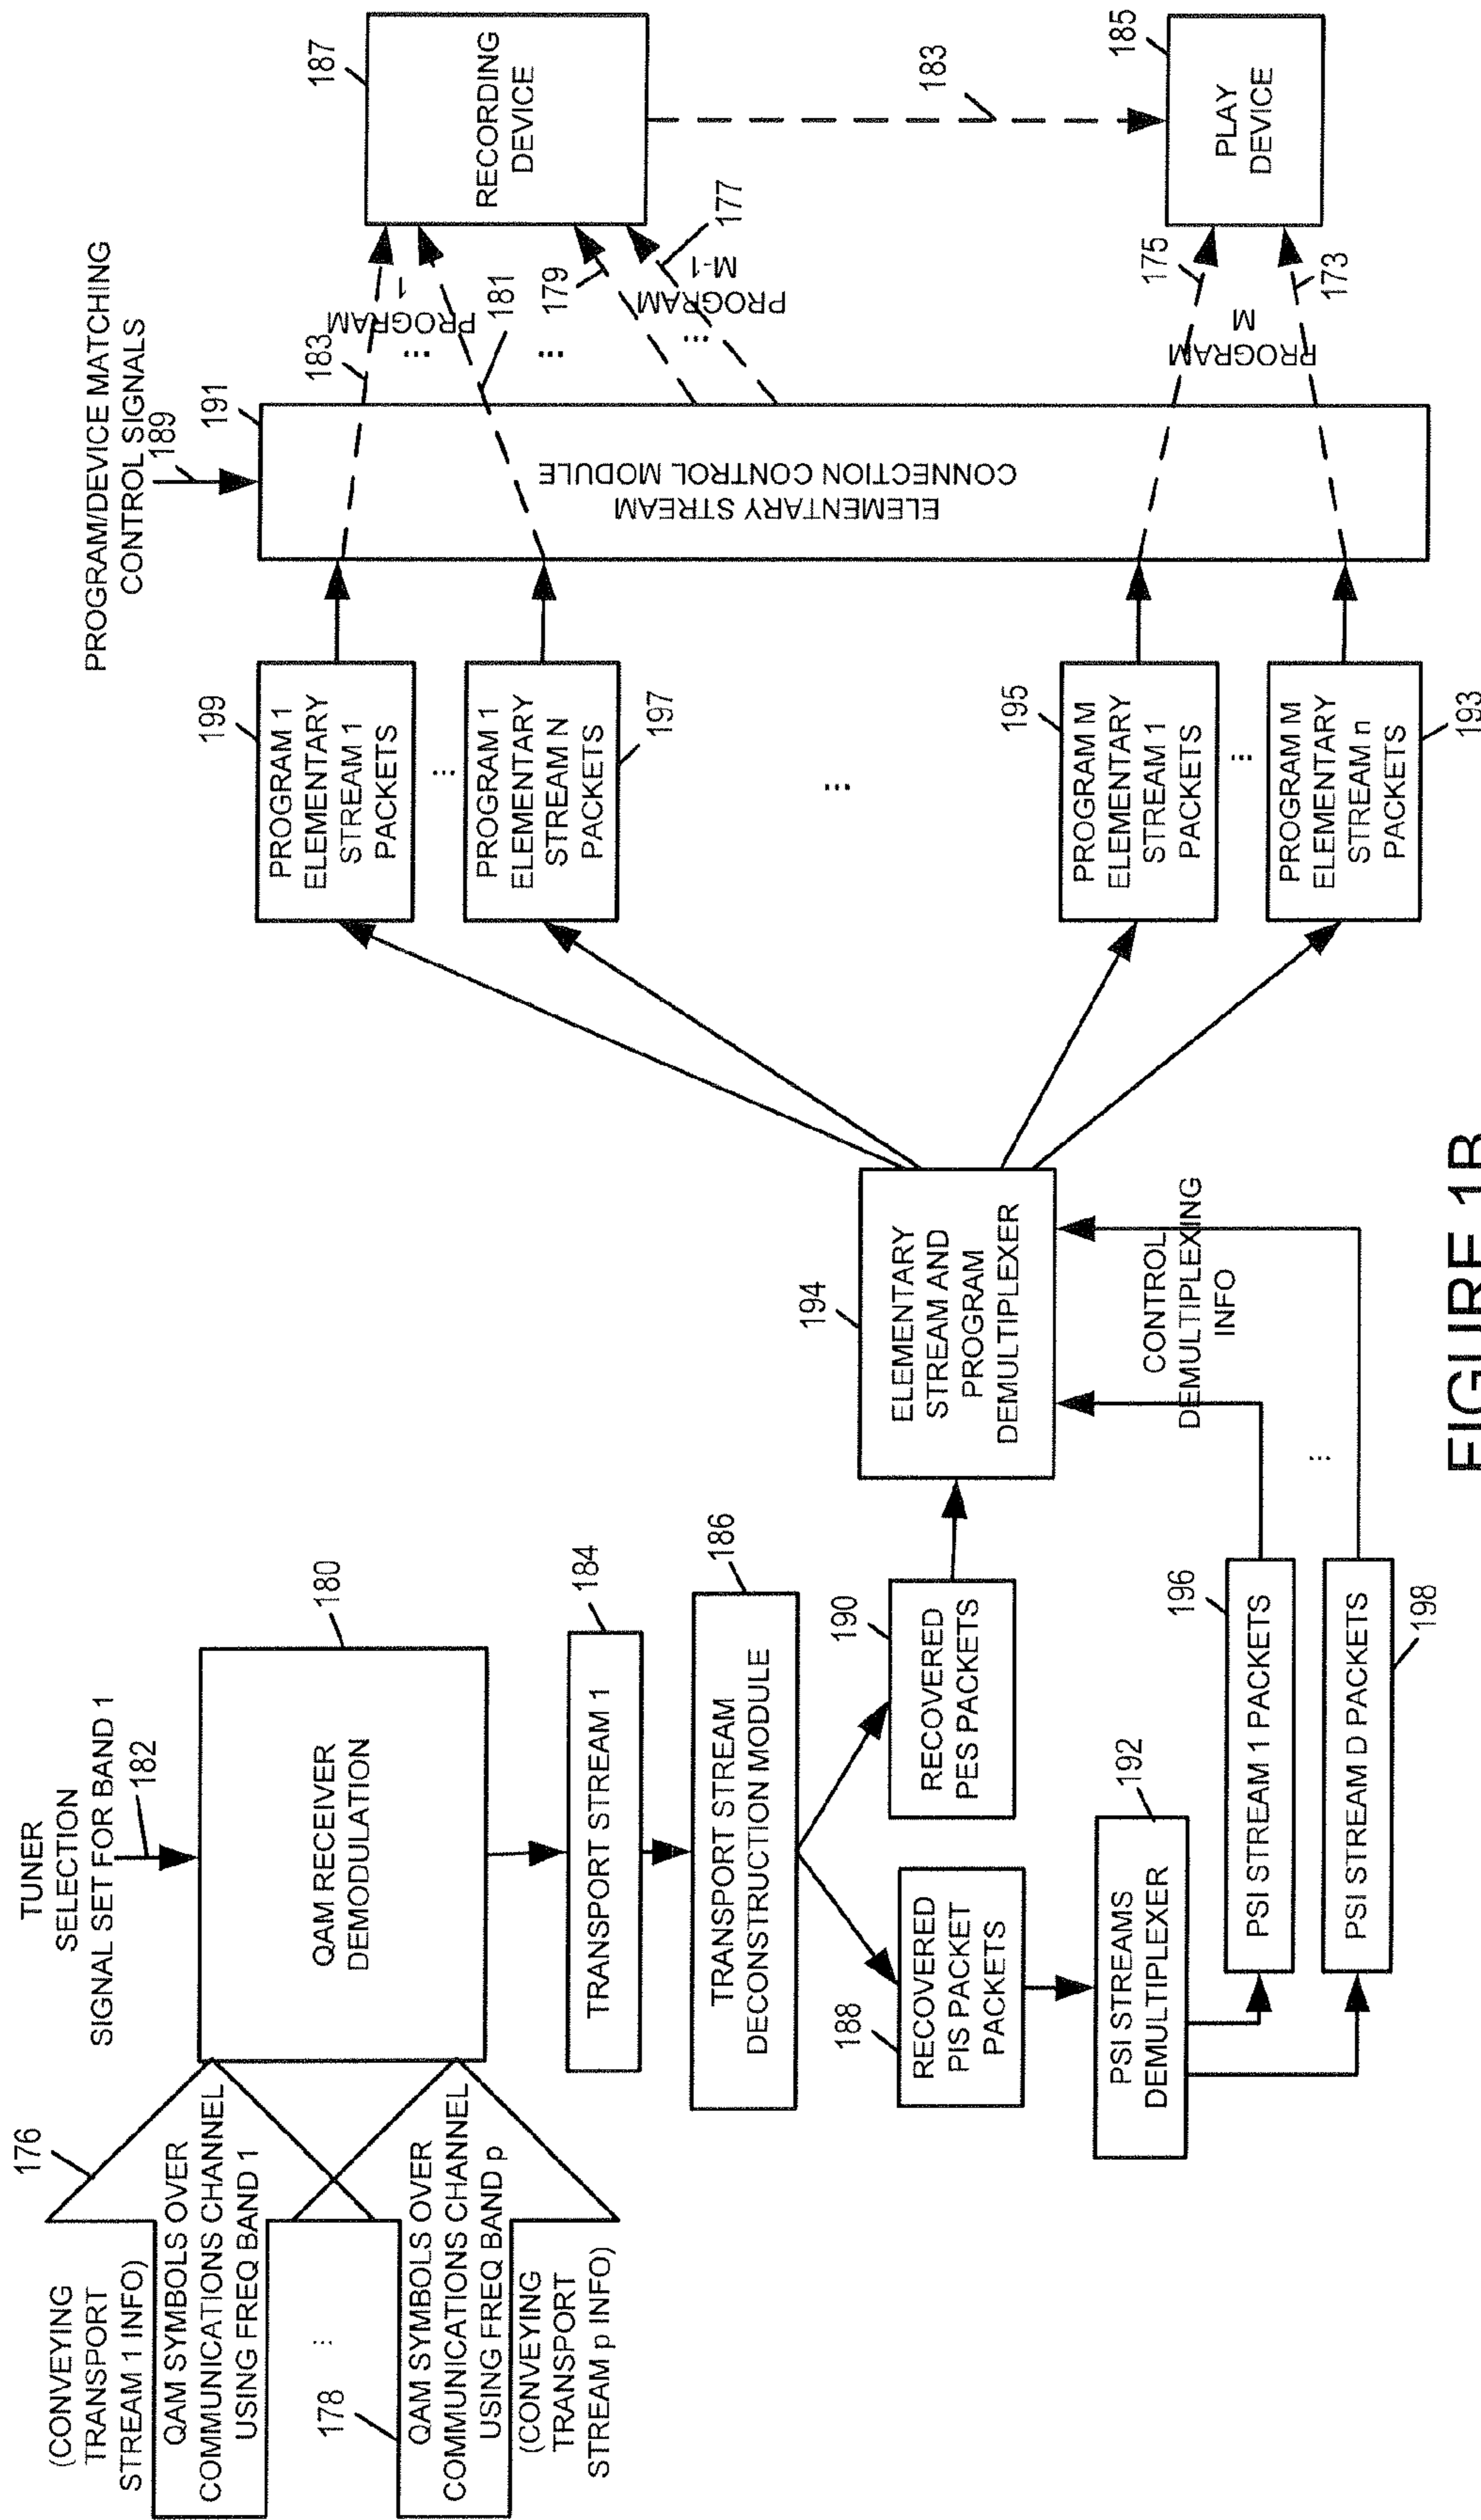 (CONVEYING
TRANSPORT
STREAM 1 INFO)
176
QAM SYMBOLS OVER
COMMUNICATIONS CHANNEL
USING FREQ BAND 1
...
178
QAM SYMBOLS OVER
COMMUNICATIONS CHANNEL
USING FREQ BAND p
(CONVEYING
TRANSPORT
STREAM p INFO)
TUNER
SELECTION
SIGNAL SET FOR BAND 1
182
QAM RECEIVER
DEMODULATION
180
TRANSPORT STREAM 1
184
TRANSPORT STREAM
DECONSTRUCTION MODULE
186
188
RECOVERED
PIS PACKET
PACKETS
190
RECOVERED
PES PACKETS
PSI STREAMS
DEMULTIPLEXER
192
PSI STREAM 1 PACKETS
196
PSI STREAM D PACKETS
198
...
CONTROL
DEMULTIPLEXING
INFO
194
ELEMENTARY
STREAM AND
PROGRAM
DEMULTIPLEXER
199
PROGRAM 1
ELEMENTARY
STREAM 1
PACKETS
...
PROGRAM 1
ELEMENTARY
STREAM N
PACKETS
197
...
195
PROGRAM M
ELEMENTARY
STREAM 1
PACKETS
...
PROGRAM M
ELEMENTARY
STREAM n
PACKETS
193
PROGRAM/DEVICE MATCHING
CONTROL SIGNALS
189
191
ELEMENTARY STREAM
CONNECTION CONTROL MODULE
183
PROGRAM
1
...
181
...
179
PROGRAM
M-1
...
177
175
PROGRAM
M
173
187
RECORDING
DEVICE
183
185
PLAY
DEVICE
FIGURE 1B